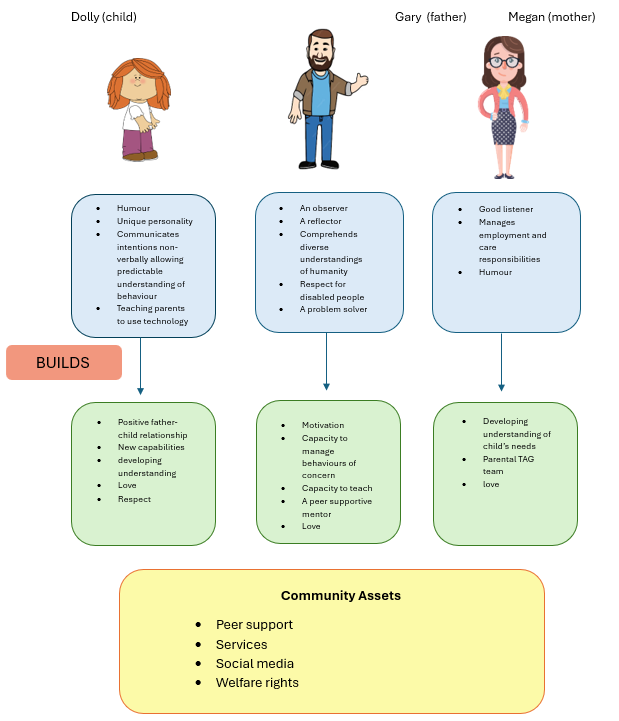 Dolly (child)
Gary  (father)
Megan (mother)
• Humour
• Unique personality
• Communicates
intentions non-
verbally allowing
predictable
understanding of
behaviour
• Teaching parents
to use technology
• An observer
• A reflector
• Comprehends
diverse
understandings
of humanity
• Respect for
disabled people
• A problem solver
• Good listener
• Manages
employment and
care
responsibilities
• Humour
BUILDS
• Positive father-
child relationship
• New capabilities
• developing
understanding
• Love
• Respect
• Motivation
• Capacity to
manage
behaviours of
concern
• Capacity to teach
• A peer supportive
mentor
• Love
• Developing
understanding of
child's needs
• Parental TAG
team
• love
Community Assets
• Peer support
• Services
• Social media
• Welfare rights